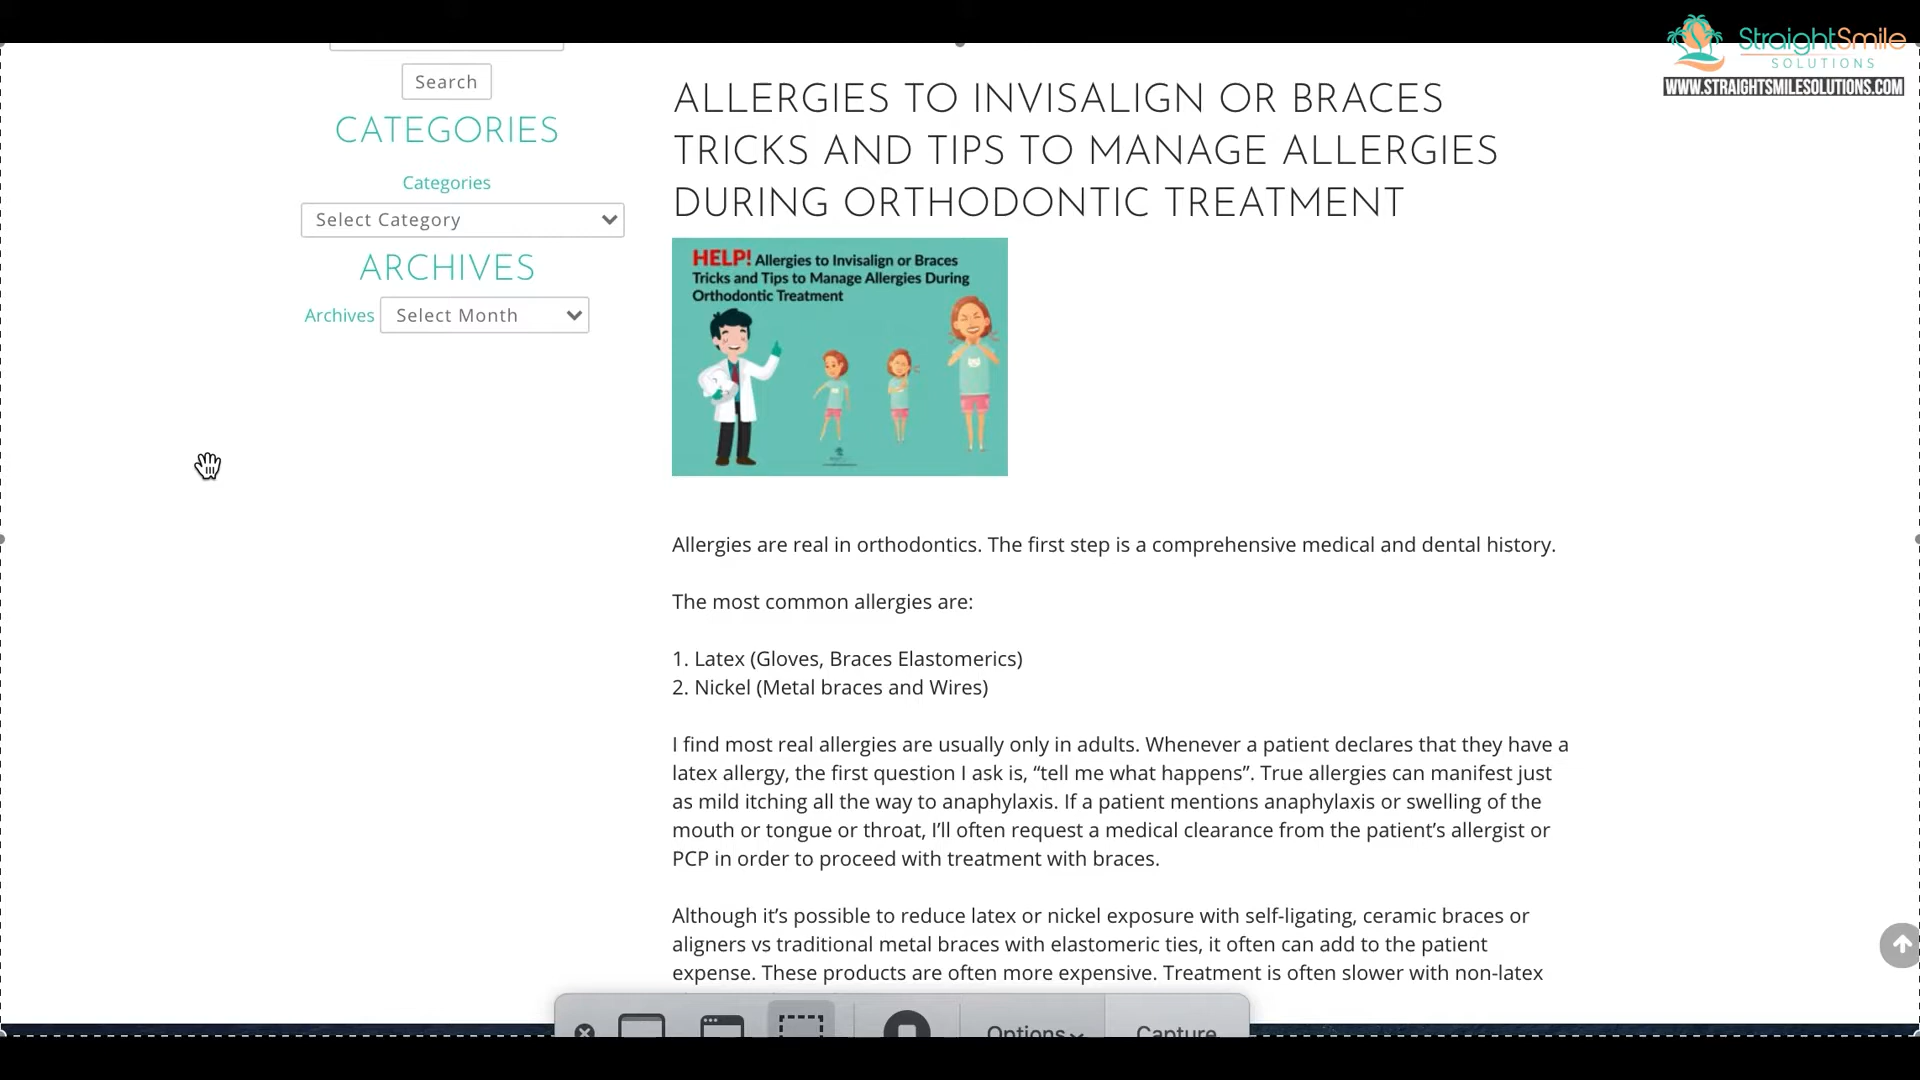 StraightSmile
SOLUTIONS
WWW.STRAIGHTSMILESOLUTIONS.COM
Search
CATEGORIES
Categories
Select Category
ARCHIVES
Archives Select Month
ALLERGIES TO INVISALIGN OR BRACES
TRICKS AND TIPS TO MANAGE ALLERGIES
DURING ORTHODONTIC TREATMENT
HELP! Allergies to Invisalign or Braces
Tricks and Tips to Manage Allergies During
Orthodontic Treatment
Allergies are real in orthodontics. The first step is a comprehensive medical and dental history.
The most common allergies are:
1. Latex (Gloves, Braces Elastomerics)
2. Nickel (Metal braces and Wires)
I find most real allergies are usually only in adults. Whenever a patient declares that they have a
latex allergy, the first question I ask is, “tell me what happens”. True allergies can manifest just
as mild itching all the way to anaphylaxis. If a patient mentions anaphylaxis or swelling of the
mouth or tongue or throat, I’ll often request a medical clearance from the patient’s allergist or
PCP in order to proceed with treatment with braces.
Although it’s possible to reduce latex or nickel exposure with self-ligating, ceramic braces or
aligners vs traditional metal braces with elastomeric ties, it often can add to the patient
expense. These products are often more expensive. Treatment is often slower with non-latex
Options
Capture